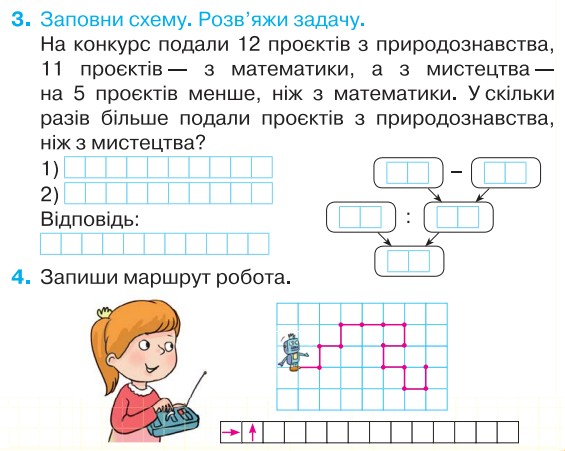 3. Заповни схему. Розв’яжи задачу.
На конкурс подали 12 проєктів з природознавства,
11 проєктів — з математики, а з мистецтва —
на 5 проєктів менше, ніж з математики. У скільки
разів більше подали проєктів з природознавства,
ніж з мистецтва?
1)
2)
–
:
Відповідь:
4. Запиши маршрут робота.